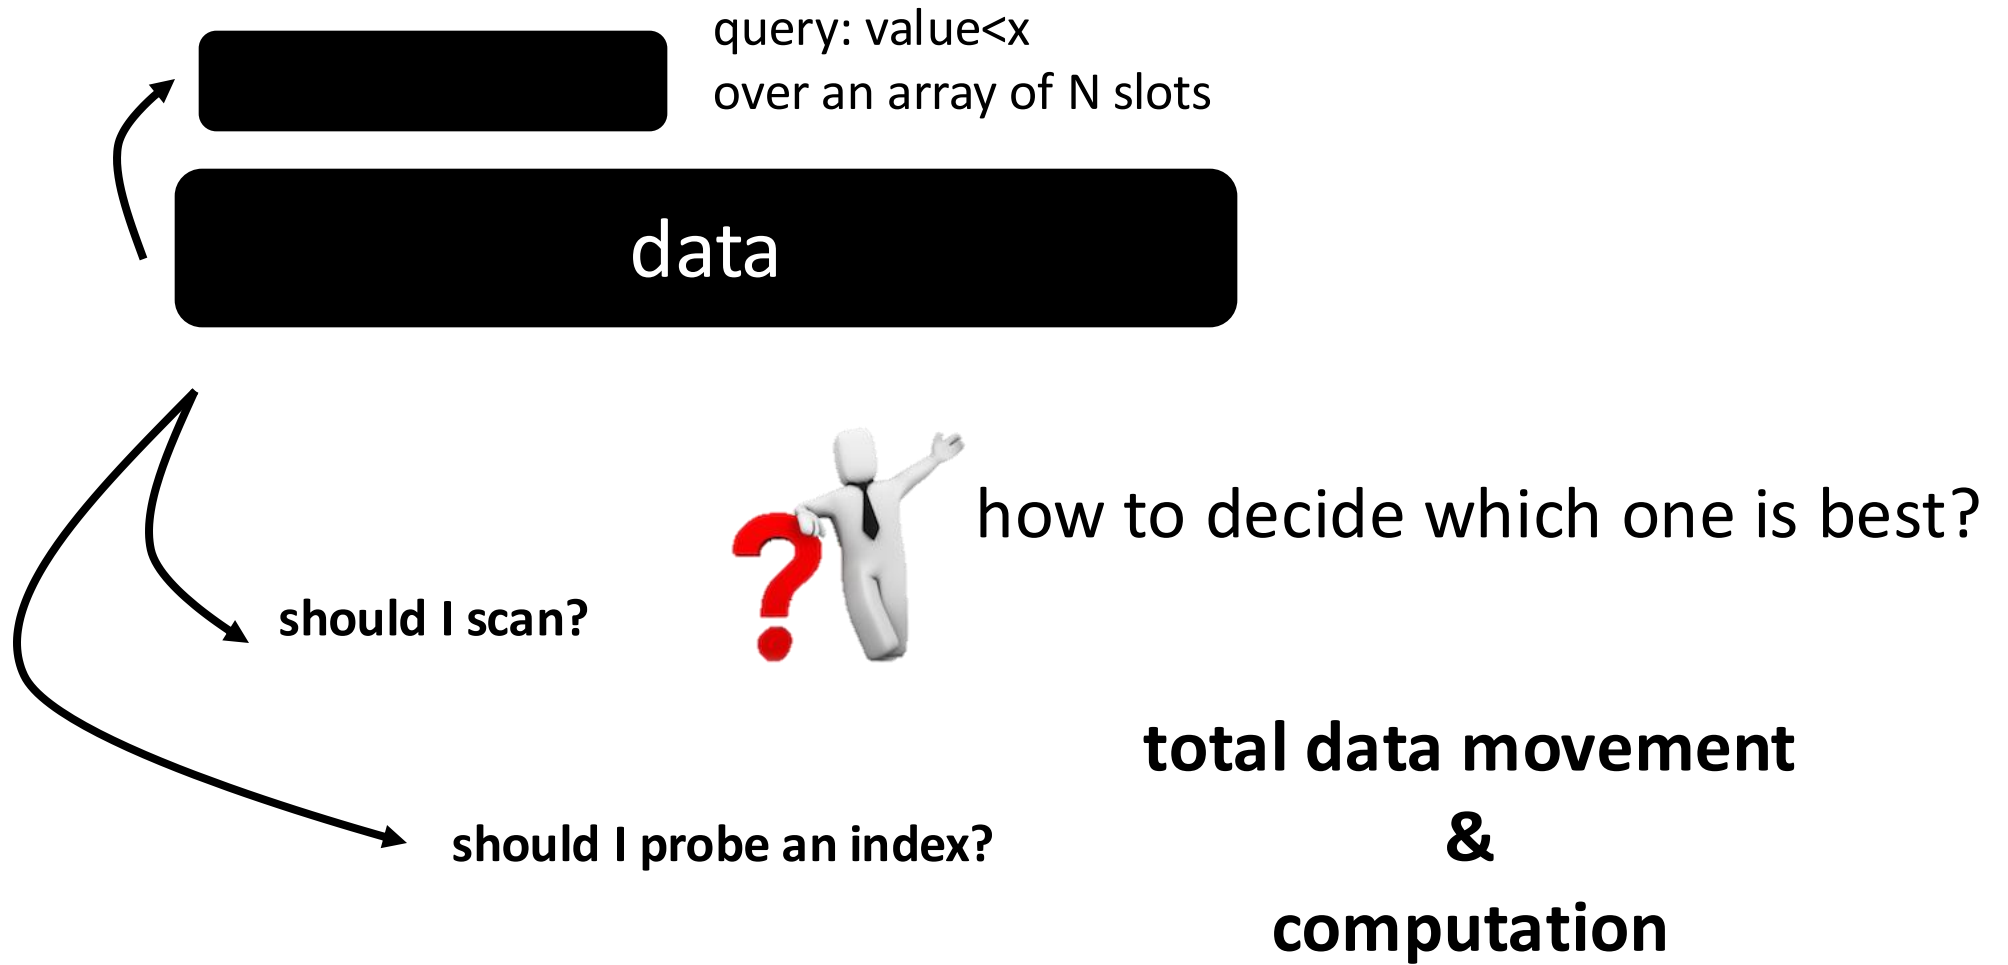 query: value<x
over an array of N slots
data
how to decide which one is best?
should I scan?
total data movement
&
should I probe an index?
computation